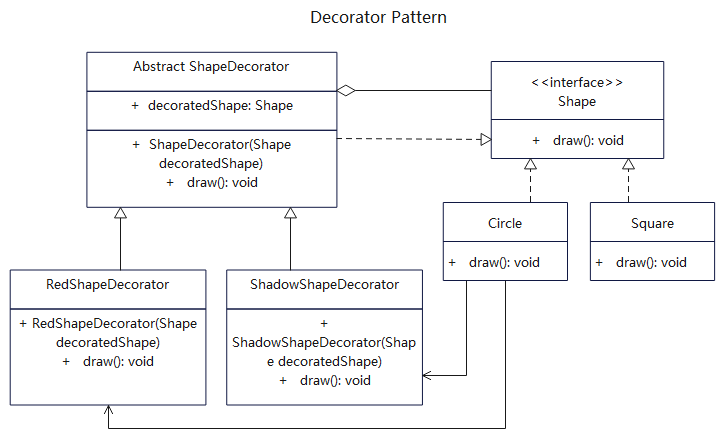 Decorator Pattern
Abstract ShapeDecorator
+ decoratedShape: Shape
+ ShapeDecorator(Shape
decoratedShape)
+ draw(): void
<<interface>>
Shape
+ draw(): void
Circle
+ draw(): void
Square
+ draw(): void
RedShapeDecorator
+ RedShapeDecorator(Shape
decoratedShape)
+ draw(): void
ShadowShapeDecorator
+
ShadowShapeDecorator(Shap
e decoratedShape)
+ draw(): void